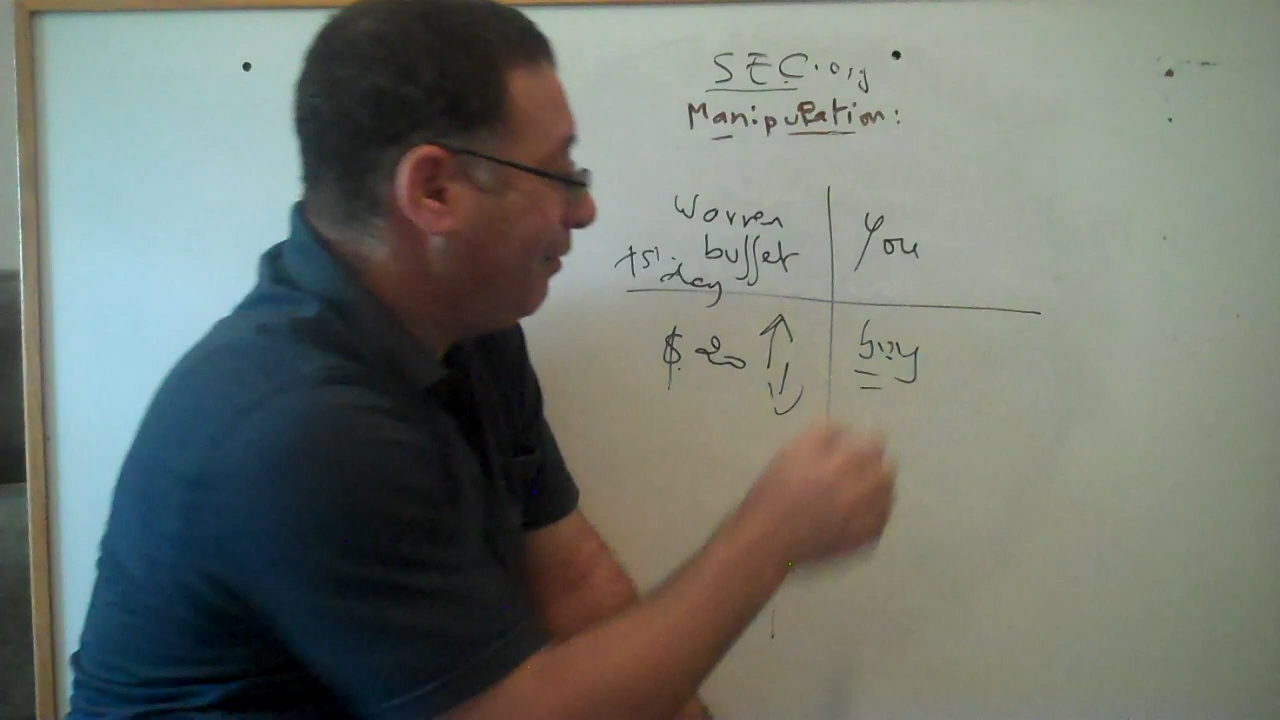 SEC.org
Manipulation:
Worren
buffet
1st.
day
You
$20
buy